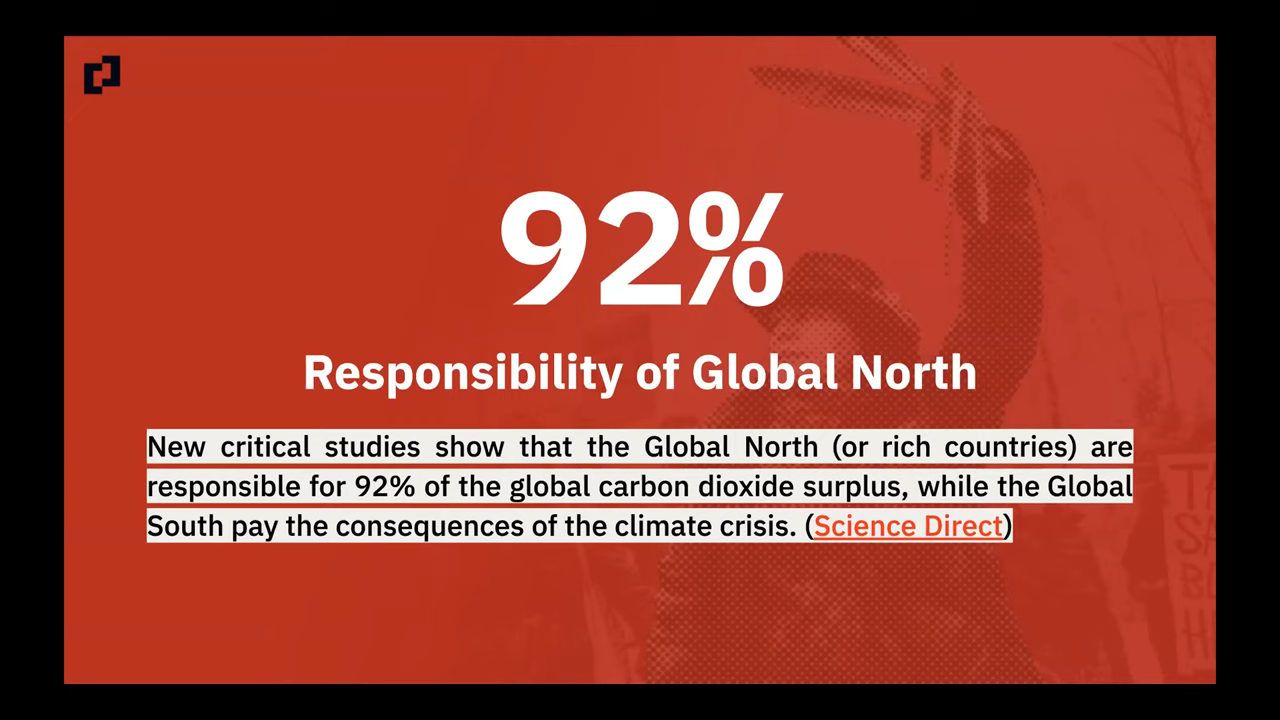 92%
Responsibility of Global North
New critical studies show that the Global North (or rich countries) are
responsible for 92% of the global carbon dioxide surplus, while the Global
South pay the consequences of the climate crisis. (Science Direct)